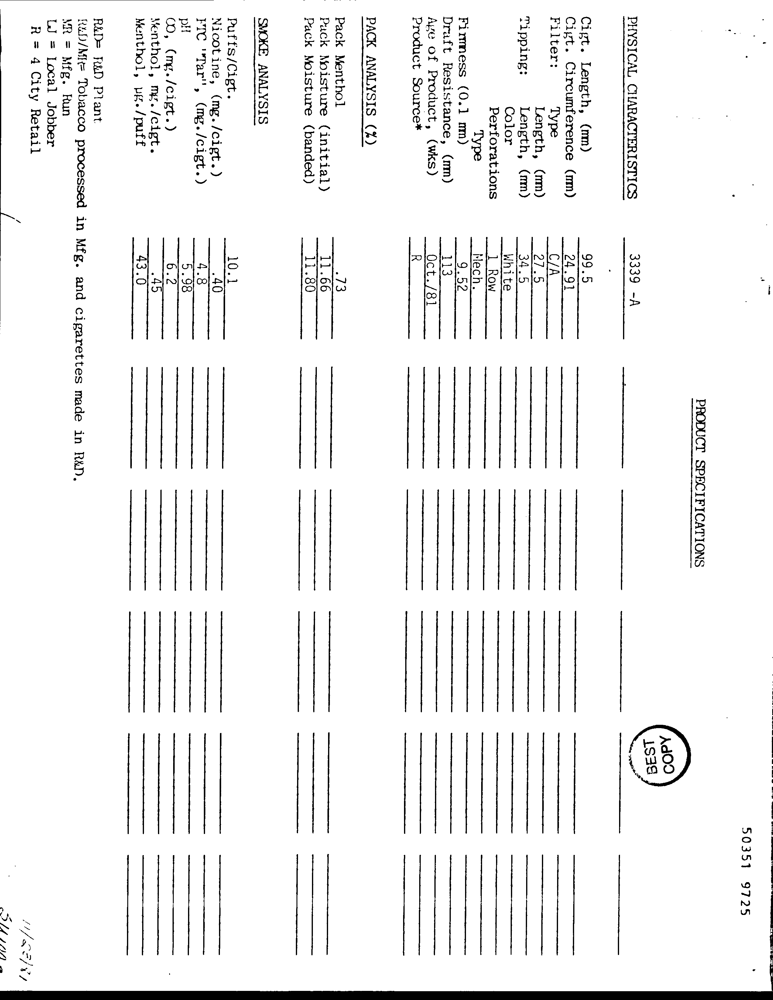 50351 9725
PRODUCT SPECIFICATIONS
BEST
COPY
PHYSICAL CHARACTERISTICS 3339 -A
Cigt. Length, (mm) 99.5
Cigt. Circumference (mm) 24.91
Filter: Type C/A
Length, (mm) 27.5
Tipping: Length, (mm) 34.5
Color White
Perforations 1 Row
Type Mech.
Firmness (0.1 mm) 9.52
Draft Resistance, (mm) 113
Age of Product, (wks) Oct./81
Product Source* R
PACK ANALYSIS (%)
Pack Menthol .73
Pack Moisture (initial) 11.66
Pack Moisture (banded) 11.80
SMOKE ANALYSIS
Puffs/Cigt. 10.1
Nicotine, (mg./cigt.) .40
FTC "Tar", (mg./cigt.) 4.8
pH 5.98
CO, (mg./cigt.) 6.2
Menthol, mg./cigt. .45
Menthol, µg./puff 43.0
R&D= R&D Plant
R&D/Mfg Tobacco processed in Mfg. and cigarettes made in R&D.
MR = Mfg. Run
LJ = Local Jobber
R = 4 City Retail
11/23/81